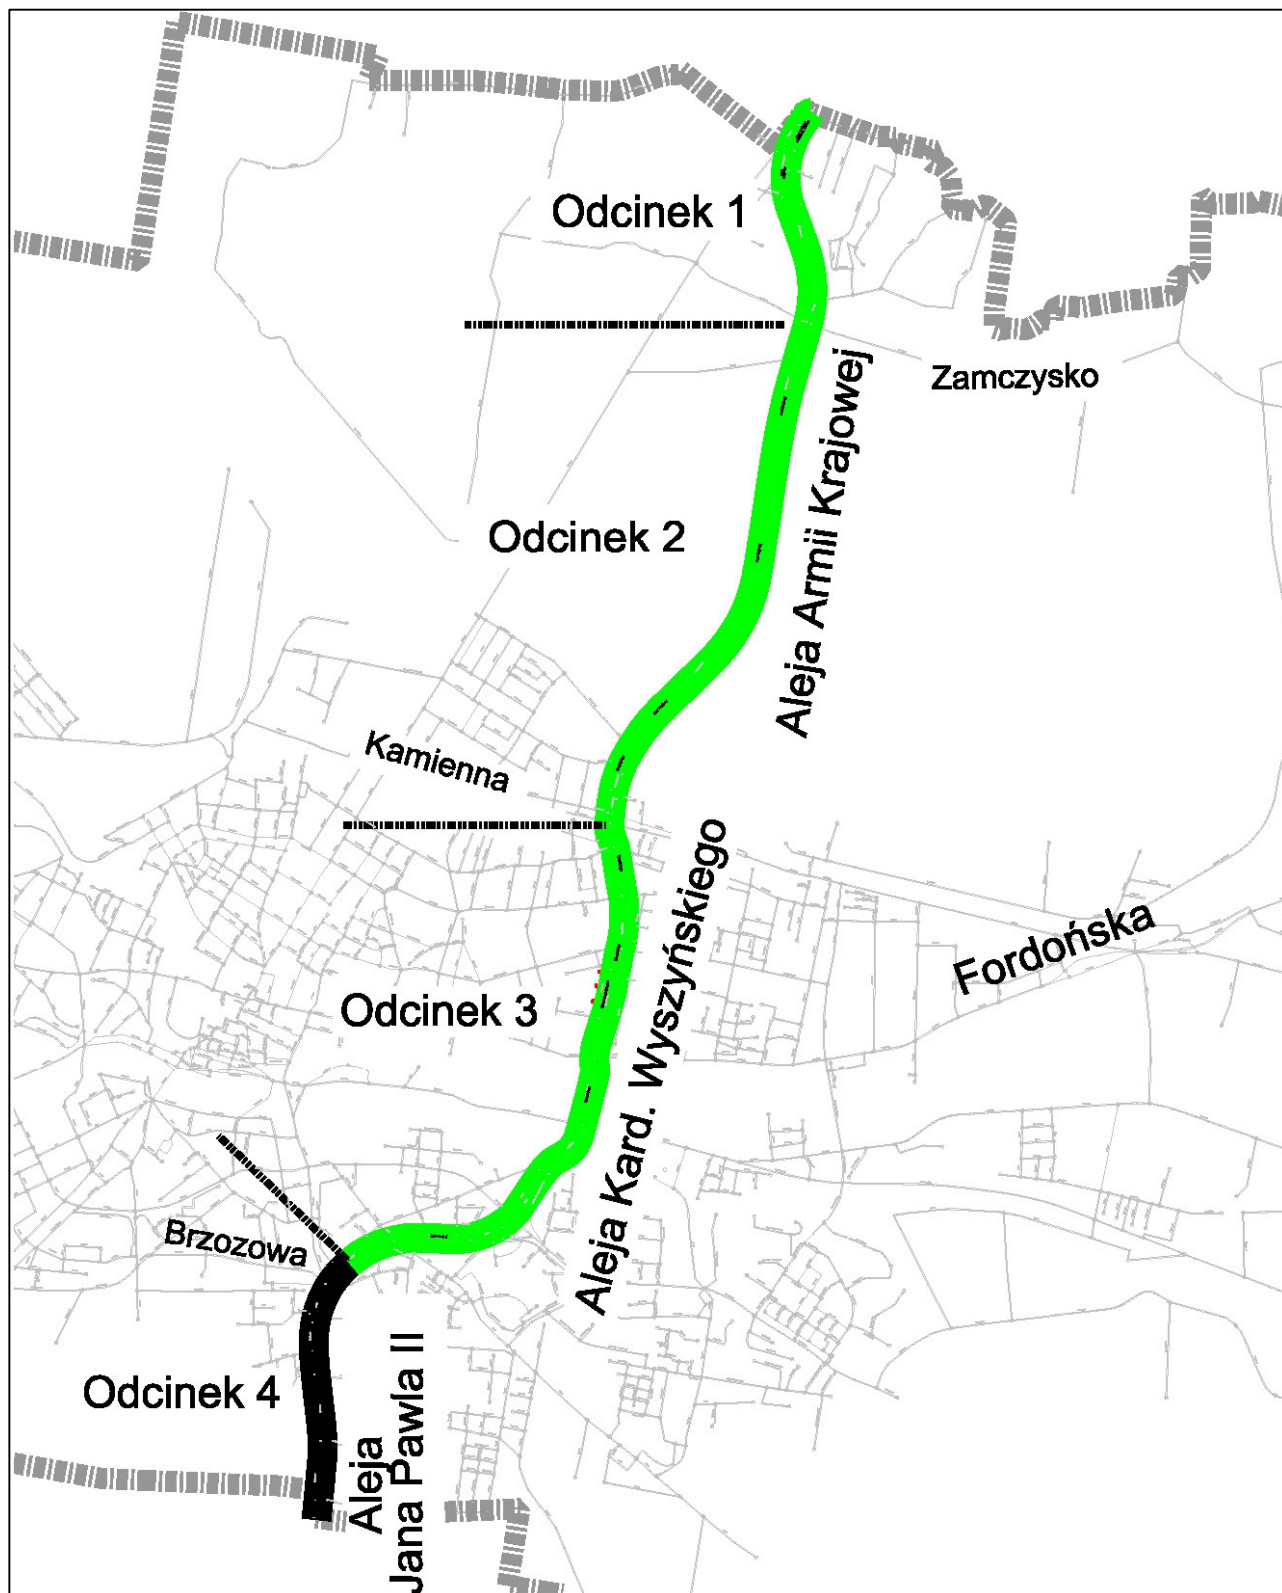 Odcinek 1
Zamczysko
Aleja Armii Krajowej
Odcinek 2
Kamienna
Aleja Kard. Wyszyńskiego
Fordońska
Odcinek 3
Brzozowa
Odcinek 4
Aleja
Jana Pawla II